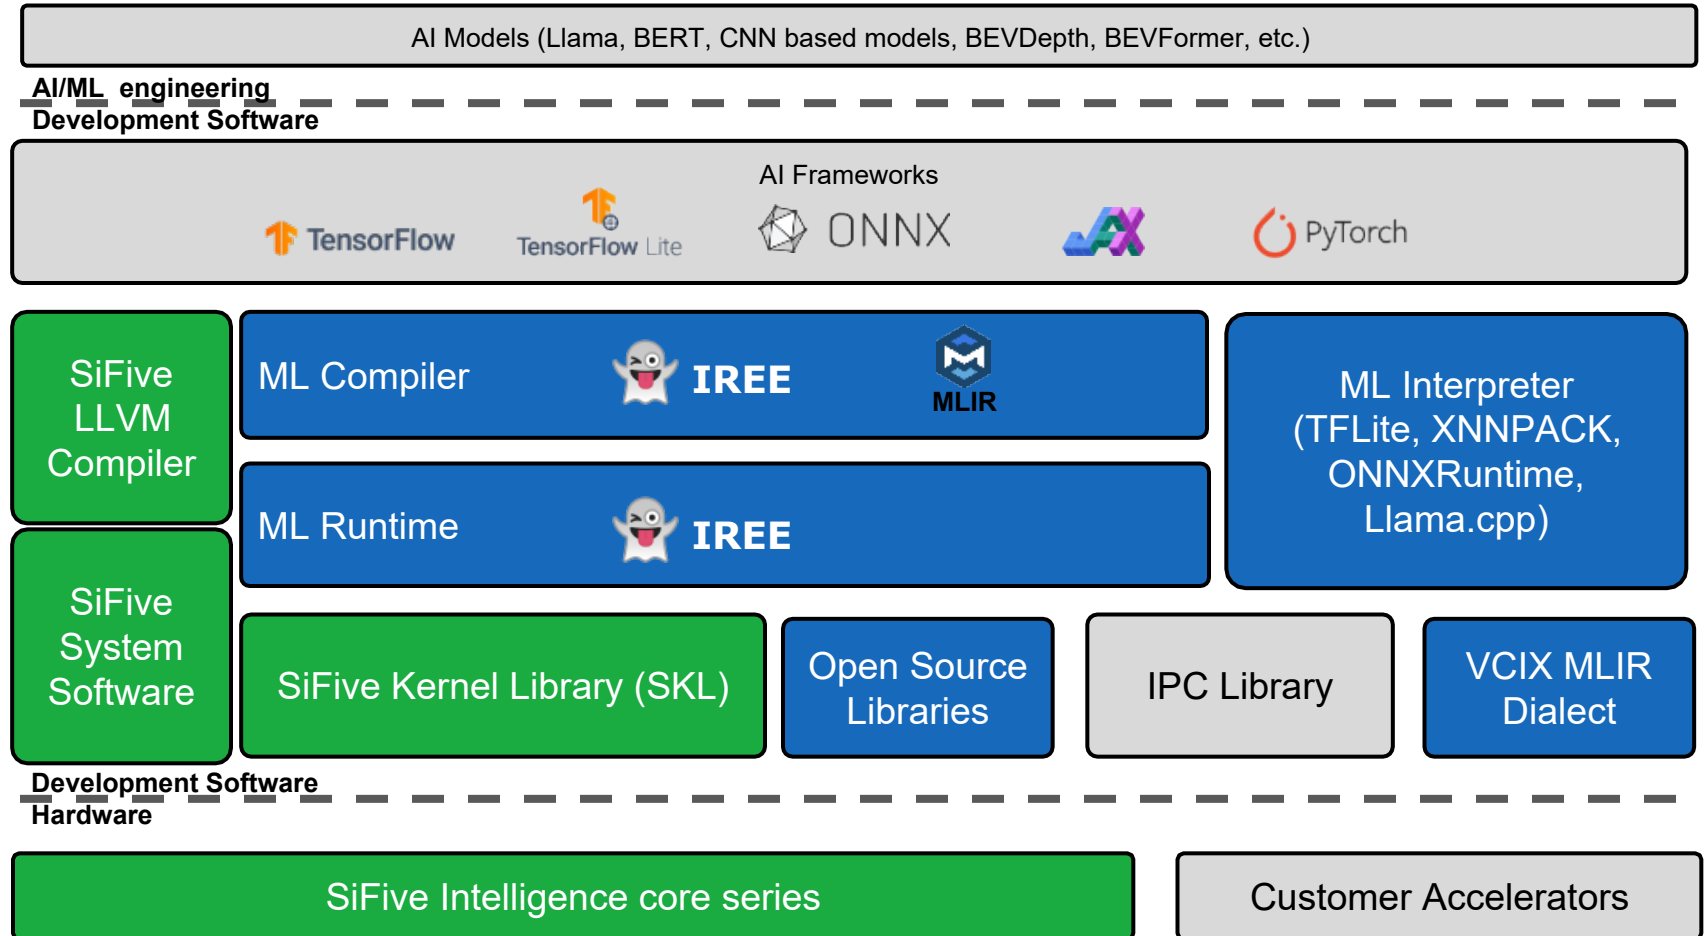 AI Models (Llama, BERT, CNN based models, BEVDepth, BEVFormer, etc.)
AI/ML engineering
Development Software
AI Frameworks
TensorFlow
TensorFlow Lite
ONNX
JAX
PyTorch
SiFive
LLVM
Compiler
ML Compiler
IREE
MLIR
ML Interpreter
(TFLite, XNNPACK,
ONNXRuntime,
Llama.cpp)
ML Runtime
IREE
SiFive
System
Software
SiFive Kernel Library (SKL)
Open Source
Libraries
IPC Library
VCIX MLIR
Dialect
Development Software
Hardware
SiFive Intelligence core series
Customer Accelerators